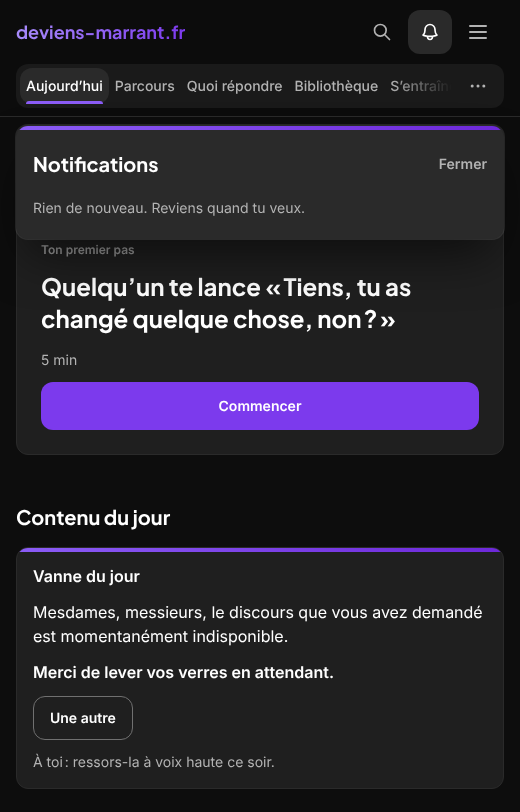 deviens-marrant.fr
Aujourd’hui Parcours Quoi répondre Bibliothèque S’entraîn
Notifications
Fermer
Rien de nouveau. Reviens quand tu veux.
Ton premier pas
Quelqu’un te lance « Tiens, tu as
changé quelque chose, non ? »
5 min
Commencer
Contenu du jour
Vanne du jour
Mesdames, messieurs, le discours que vous avez demandé
est momentanément indisponible.
Merci de lever vos verres en attendant.
Une autre
À toi : ressors-la à voix haute ce soir.